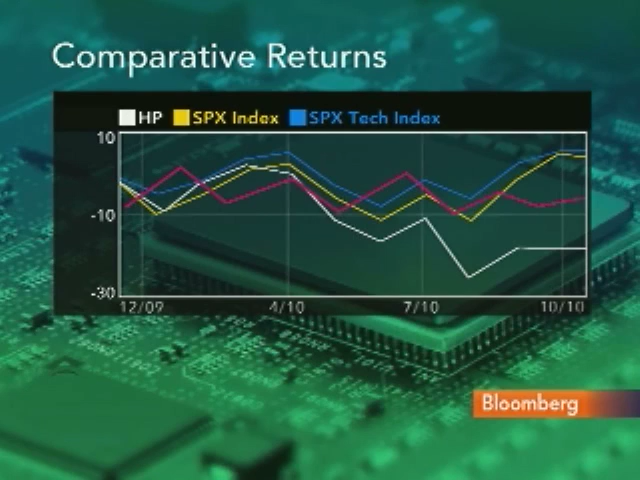 Comparative Returns
HP SPX Index SPX Tech Index
10
-10
-30
12/09 4/10 7/10 10/10
Bloomberg